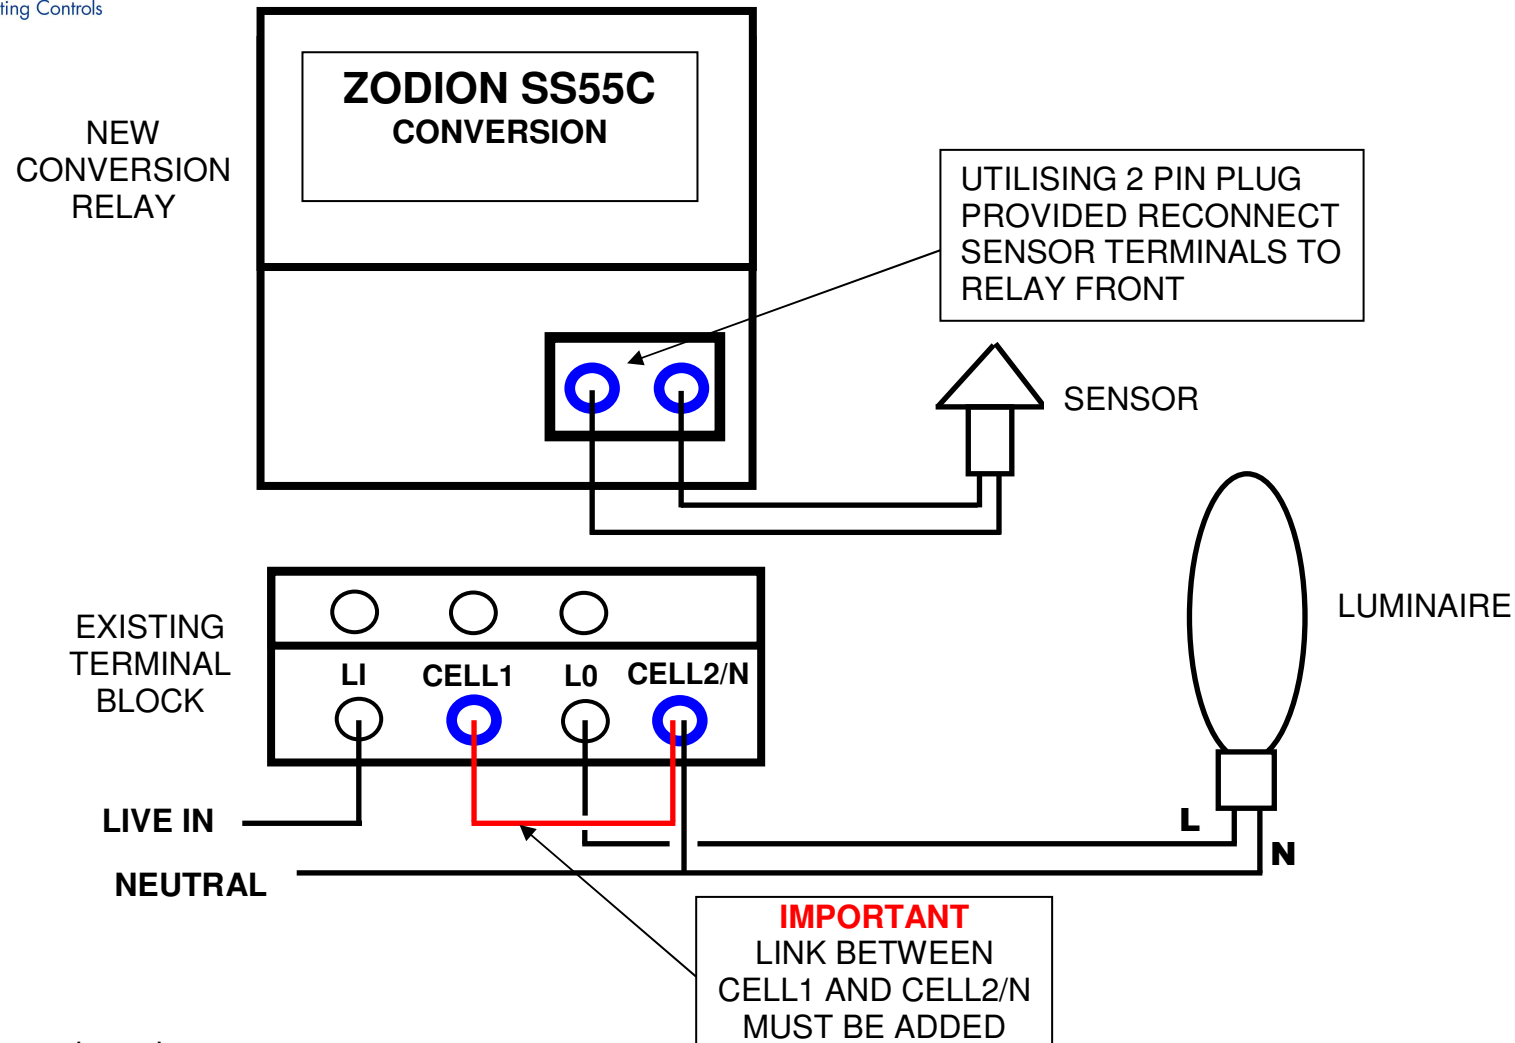 ting Controls
ZODION SS55C
CONVERSION
NEW
CONVERSION
RELAY
UTILISING 2 PIN PLUG
PROVIDED RECONNECT
SENSOR TERMINALS TO
RELAY FRONT
SENSOR
LUMINAIRE
EXISTING
TERMINAL
BLOCK
LI CELL1 L0 CELL2/N
LIVE IN
L
N
NEUTRAL
IMPORTANT
LINK BETWEEN
CELL1 AND CELL2/N
MUST BE ADDED